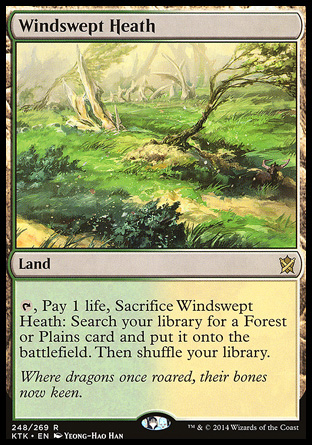 Windswept Heath
Land
, Pay 1 life, Sacrifice Windswept
Heath: Search your library for a Forest
or Plains card and put it onto the
battlefield. Then shuffle your library.
Where dragons once roared, their bones
now keen.
248/269 R
KTK • EN Yeong-Hao Han
™ & © 2014 Wizards of the Coast